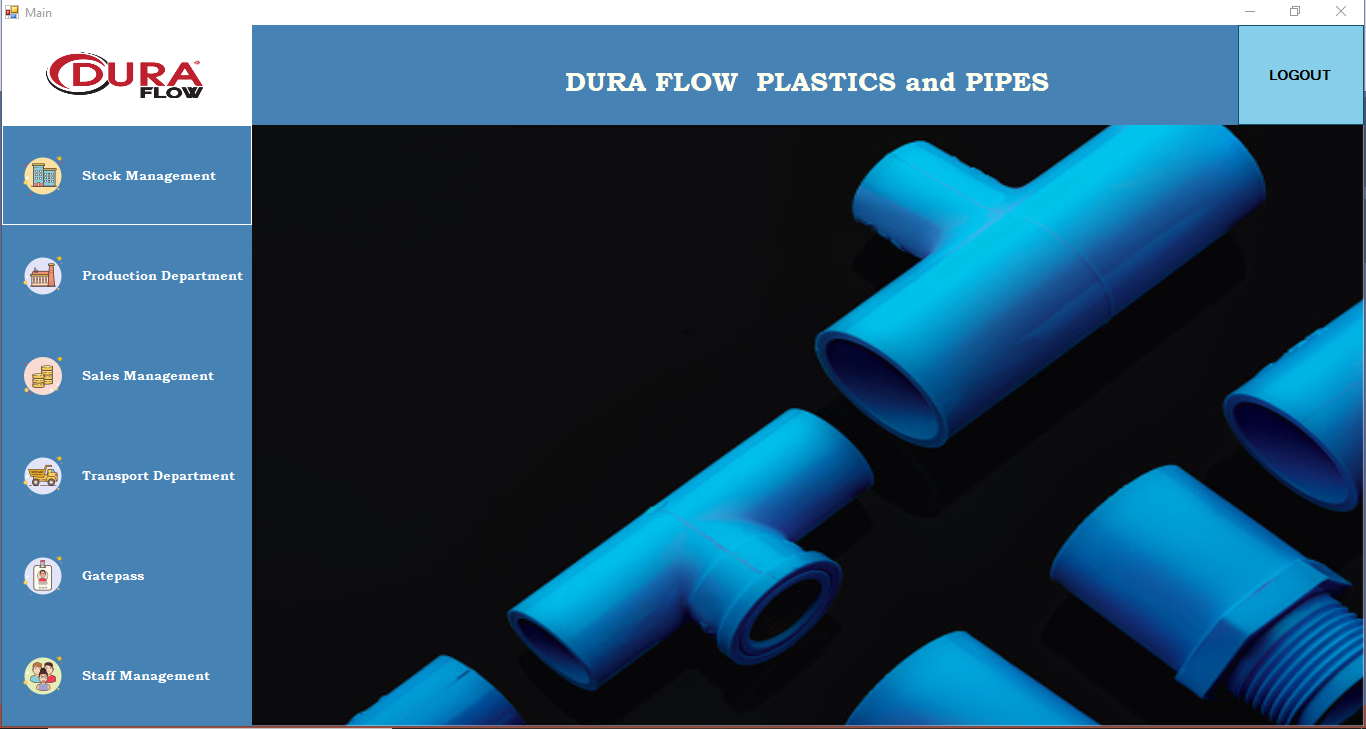 Main
DURA
FLOW
DURA FLOW PLASTICS and PIPES
LOGOUT
Stock Management
Production Department
Sales Management
Transport Department
Gatepass
Staff Management